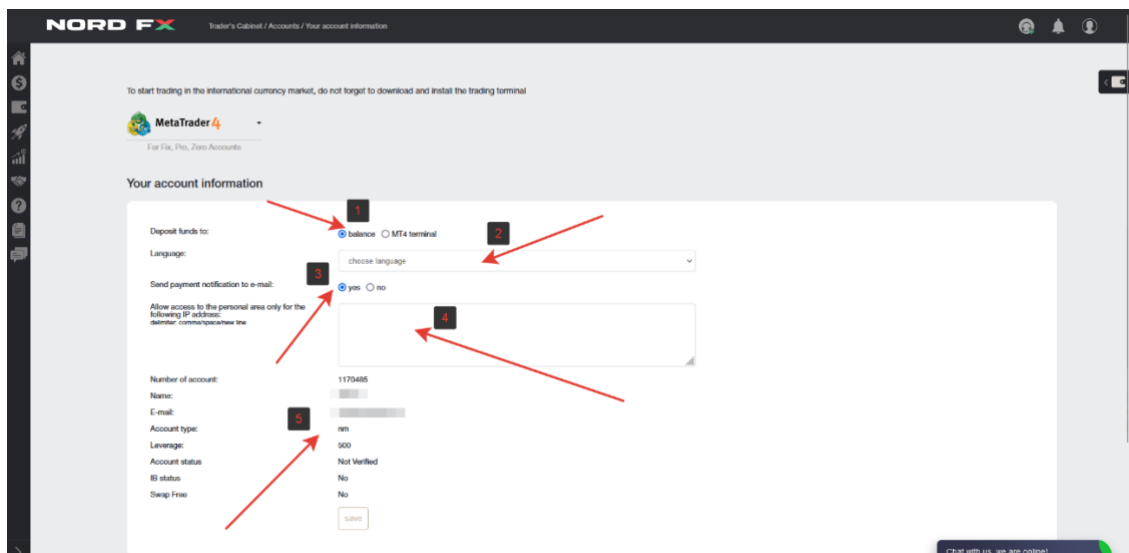 NORD FX
Trader's Cabinet / Accounts / Your account information
To start trading in the international currency market, do not forget to download and install the trading terminal
MetaTrader 4
For Fix, Pro, Zero Accounts
Your account information
1
Deposit funds to:
balance MT4 terminal
2
Language:
choose language
3
Send payment notification to e-mail:
yes no
Allow access to the personal area only for the
following IP address:
delimiter: comma/space/new line
4
Number of account: 1170485
Name:
E-mail:
5
Account type: nm
Leverage: 500
Account status Not Verified
IB status No
Swap Free No
save
Chat with us, we are online!